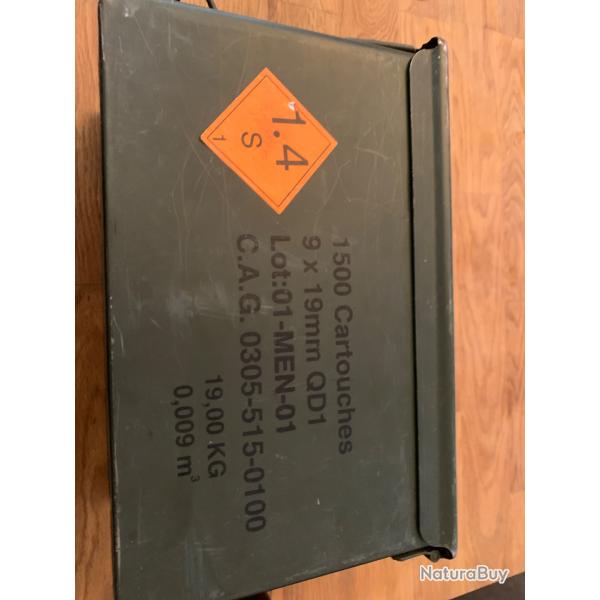 1.4
S
1
1500 Cartouches
9 x 19mm QD1
Lot:01-MEN-01
C.A.G. 0305-515-0100
19,00 KG
0,009 m³
NaturaBuy